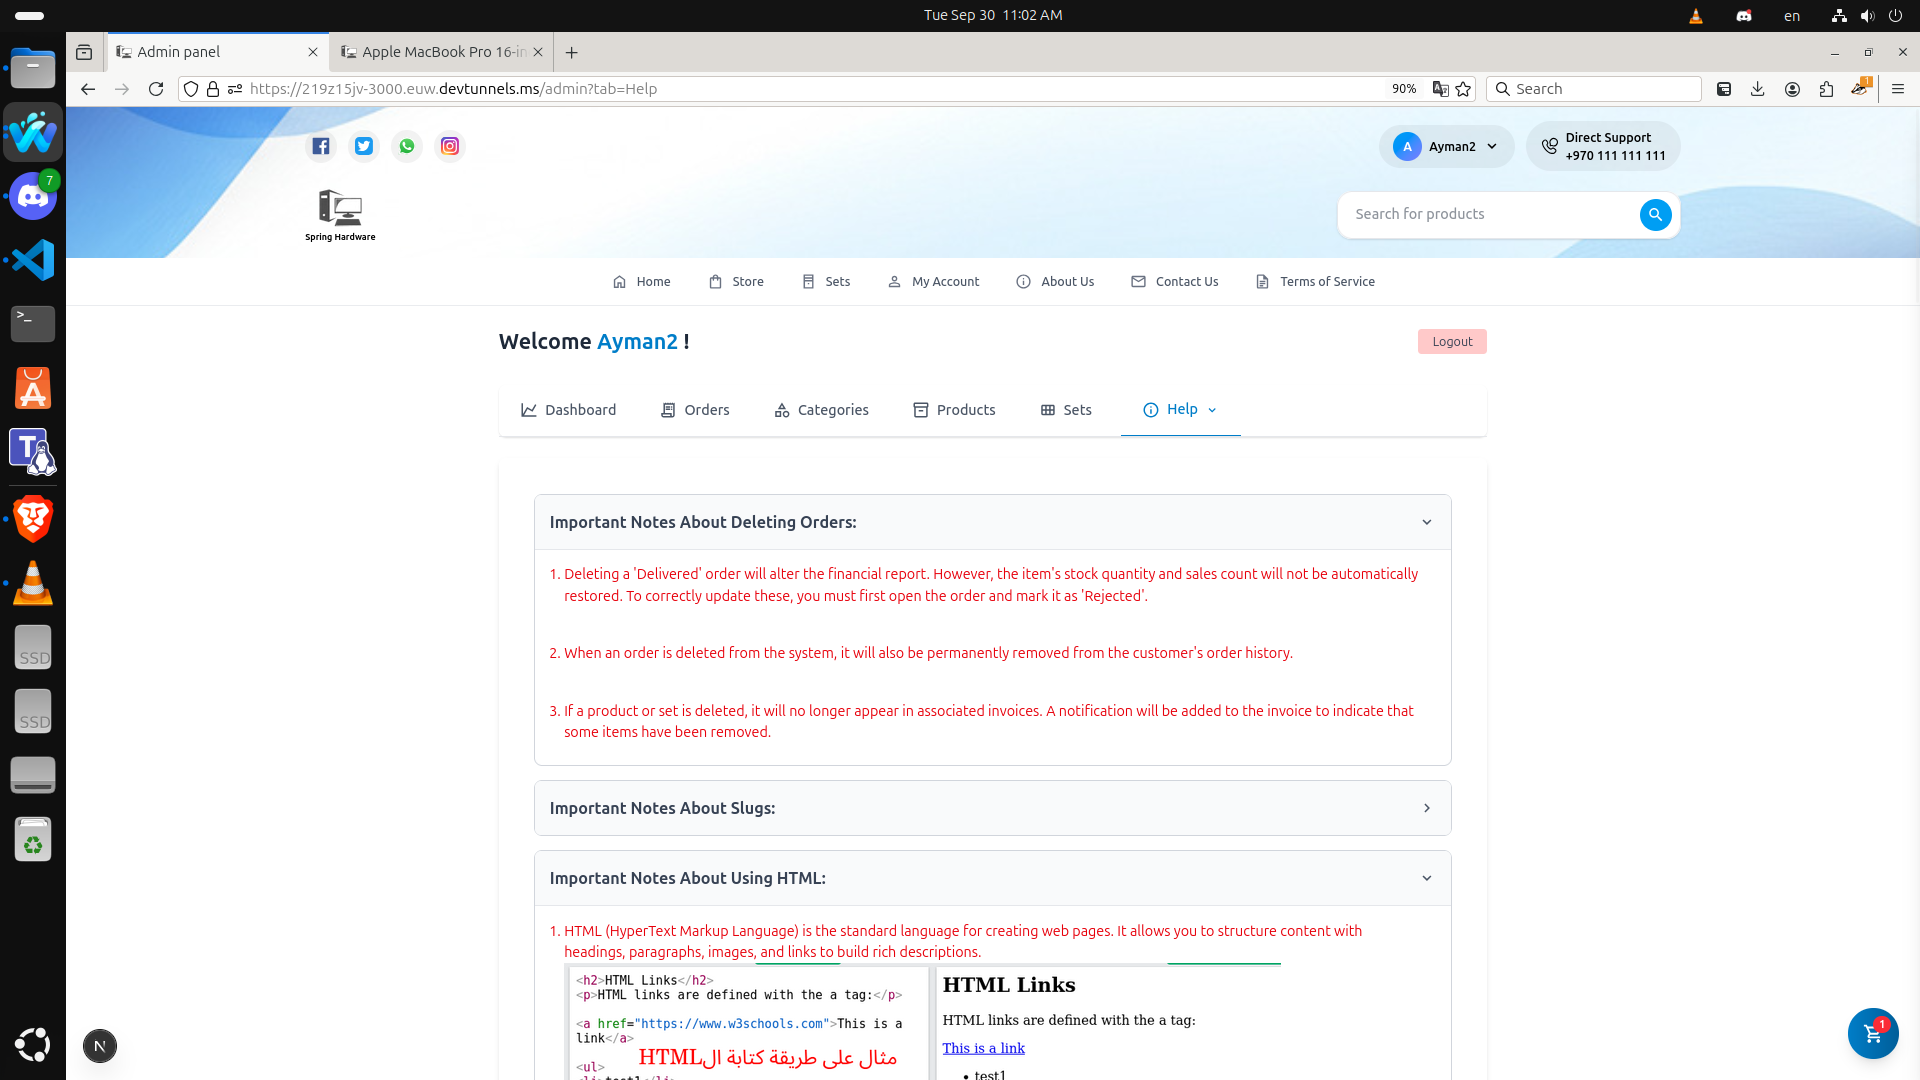 Tue Sep 30 11:02 AM
en
Admin panel
Apple MacBook Pro 16-in
https://219z15jv-3000.euw.devtunnels.ms/admin?tab=Help
90%
Search
1
7
A
Ayman2
Direct Support
+970 111 111 111
Spring Hardware
Search for products
Home
Store
Sets
My Account
About Us
Contact Us
Terms of Service
Welcome Ayman2 !
Logout
Dashboard
Orders
Categories
Products
Sets
Help
Important Notes About Deleting Orders:
1. Deleting a 'Delivered' order will alter the financial report. However, the item's stock quantity and sales count will not be automatically
restored. To correctly update these, you must first open the order and mark it as 'Rejected'.
2. When an order is deleted from the system, it will also be permanently removed from the customer's order history.
3. If a product or set is deleted, it will no longer appear in associated invoices. A notification will be added to the invoice to indicate that
some items have been removed.
Important Notes About Slugs:
Important Notes About Using HTML:
1. HTML (HyperText Markup Language) is the standard language for creating web pages. It allows you to structure content with
headings, paragraphs, images, and links to build rich descriptions.
<h2>HTML Links</h2>
<p>HTML links are defined with the a tag:</p>
<a href="https://www.w3schools.com">This is a
link</a>
مثال على طريقة كتابة الHTML
<ul>
<li>test1</li>
HTML Links
HTML links are defined with the a tag:
This is a link
• test1
SSD
SSD
N
1